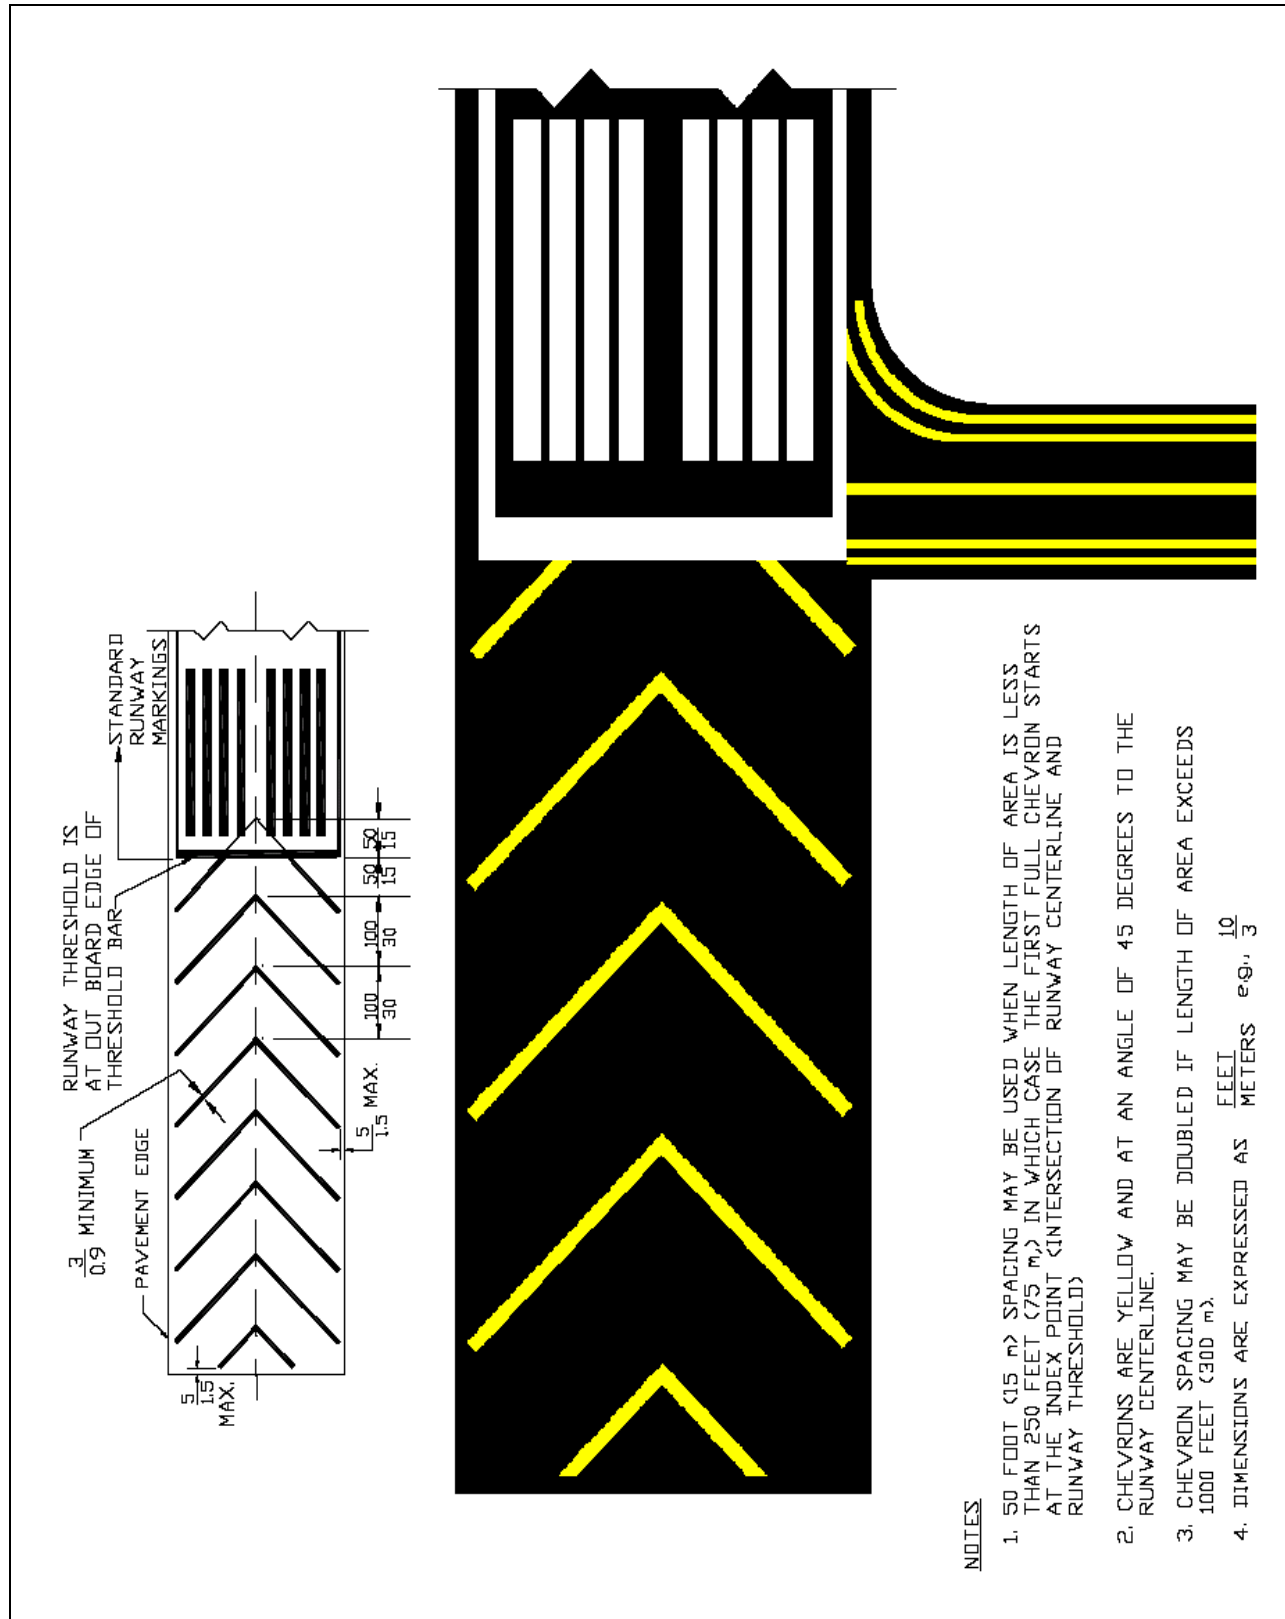 RUNWAY THRESHOLD IS
AT OUT BOARD EDGE OF
THRESHOLD BAR
STANDARD
RUNWAY
MARKINGS
3
0.9
MINIMUM
PAVEMENT EDGE
5
1.5
MAX.
5
1.5
MAX.
100
30
100
30
50
15
50
15
NOTES
1. 50 FOOT (15 m) SPACING MAY BE USED WHEN LENGTH OF AREA IS LESS
THAN 250 FEET (75 m,) IN WHICH CASE THE FIRST FULL CHEVRON STARTS
AT THE INDEX POINT (INTERSECTION OF RUNWAY CENTERLINE AND
RUNWAY THRESHOLD)
2. CHEVRONS ARE YELLOW AND AT AN ANGLE OF 45 DEGREES TO THE
RUNWAY CENTERLINE.
3. CHEVRON SPACING MAY BE DOUBLED IF LENGTH OF AREA EXCEEDS
1000 FEET (300 m).
4. DIMENSIONS ARE EXPRESSED AS FEET
METERS e.g., 10
3